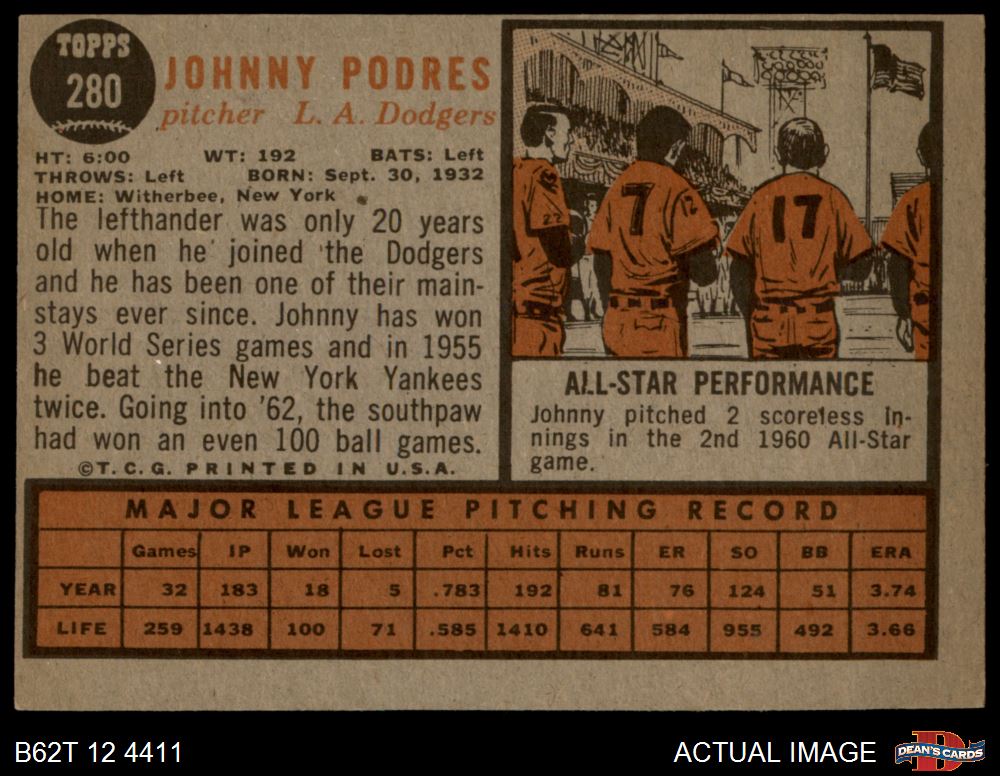 TOPPS
280
JOHNNY PODRES
pitcher L. A. Dodgers
HT: 6:00 WT: 192 BATS: Left
THROWS: Left BORN: Sept. 30, 1932
HOME: Witherbee, New York
The lefthander was only 20 years
old when he joined the Dodgers
and he has been one of their main-
stays ever since. Johnny has won
3 World Series games and in 1955
he beat the New York Yankees
twice. Going into '62, the southpaw
had won an even 100 ball games.
©T. C. G. PRINTED IN U.S.A.
22
7
12
17
ALL-STAR PERFORMANCE
Johnny pitched 2 scoreless in-
nings in the 2nd 1960 All-Star
game.
MAJOR LEAGUE PITCHING RECORD
Games IP Won Lost Pct Hits Runs ER SO BB ERA
YEAR 32 183 18 5 .783 192 81 76 124 51 3.74
LIFE 259 1438 100 71 .585 1410 641 584 955 492 3.66
B62T 12 4411
ACTUAL IMAGE
D
DEAN'S CARDS